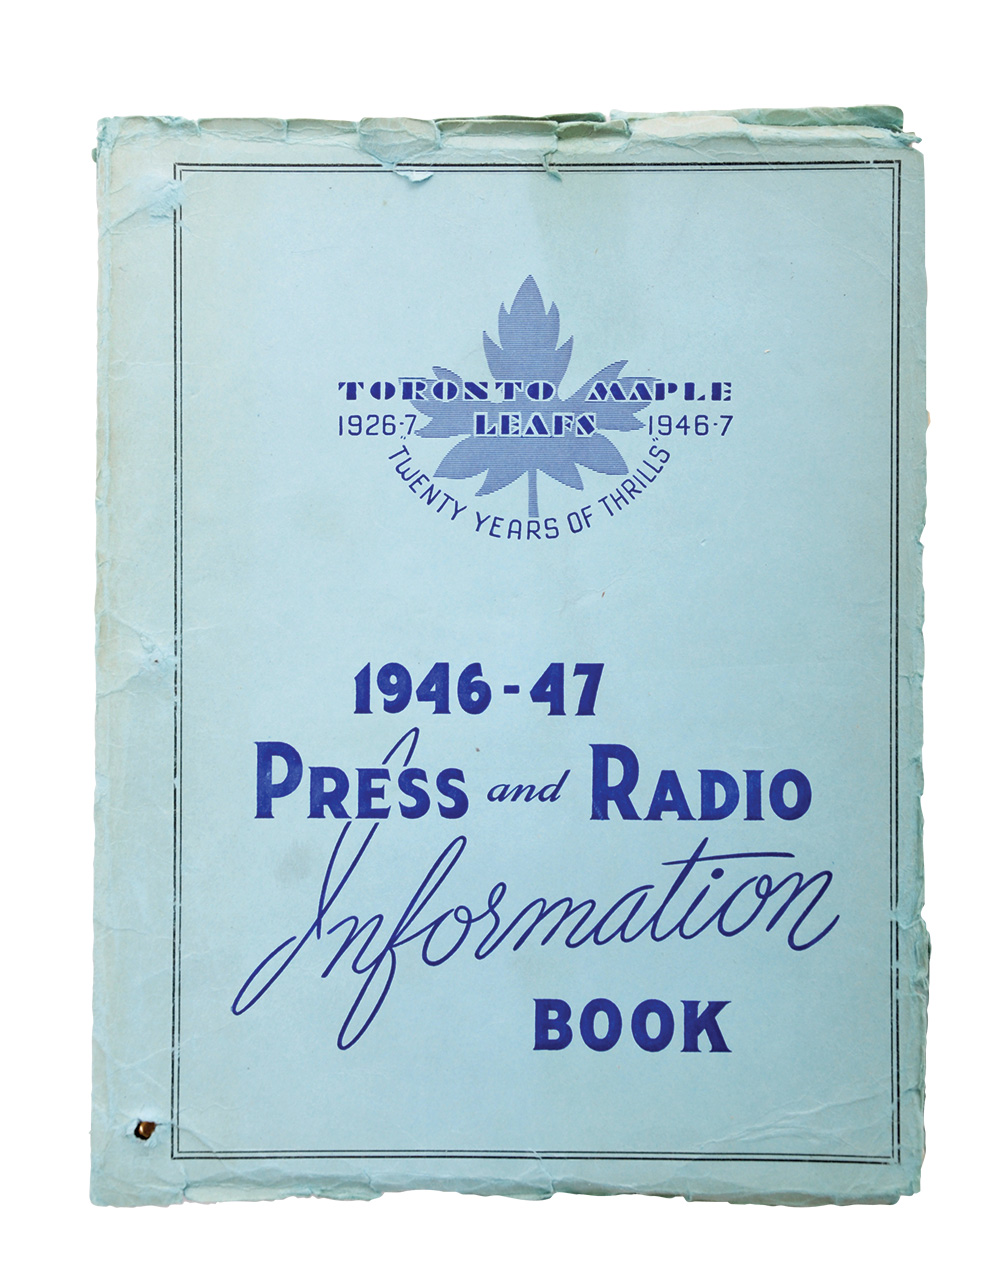 TORONTO MAPLE
1926-7 LEAFS 1946-7
"TWENTY YEARS OF THRILLS"
1946-47
PRESS and RADIO
Information
BOOK